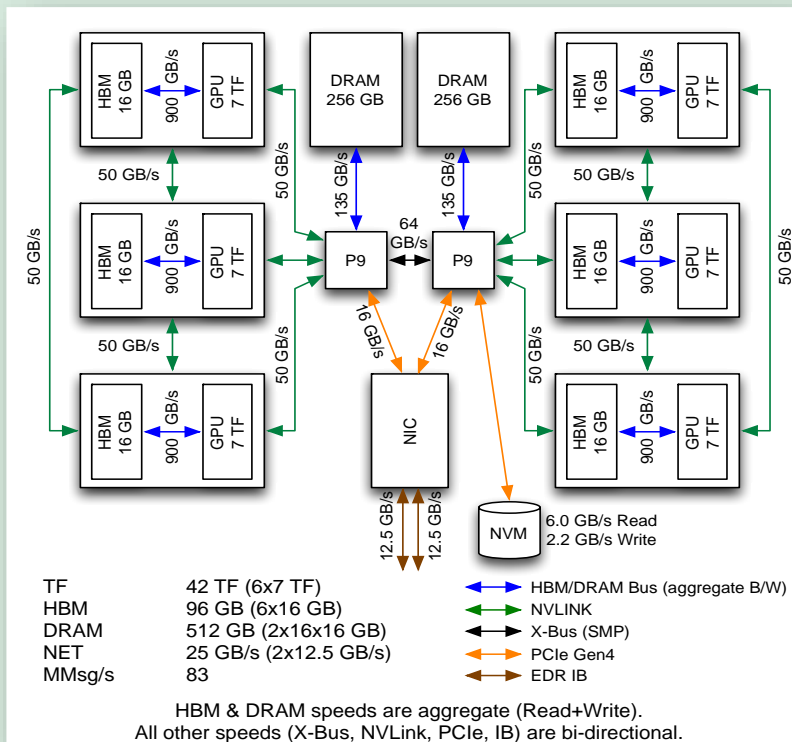 HBM
16 GB
900
GB/s
GPU
7 TF
DRAM
256 GB
DRAM
256 GB
HBM
16 GB
900
GB/s
GPU
7 TF
50 GB/s
50 GB/s
50 GB/s
135 GB/s
135 GB/s
50 GB/s
50 GB/s
50 GB/s
HBM
16 GB
900
GB/s
GPU
7 TF
P9
64
GB/s
P9
HBM
16 GB
900
GB/s
GPU
7 TF
50 GB/s
50 GB/s
16 GB/s
16 GB/s
50 GB/s
50 GB/s
HBM
16 GB
900
GB/s
GPU
7 TF
NIC
HBM
16 GB
900
GB/s
GPU
7 TF
12.5 GB/s
12.5 GB/s
NVM
6.0 GB/s Read
2.2 GB/s Write
TF 42 TF (6x7 TF)
HBM 96 GB (6x16 GB)
DRAM 512 GB (2x16x16 GB)
NET 25 GB/s (2x12.5 GB/s)
MMsg/s 83
HBM/DRAM Bus (aggregate B/W)
NVLINK
X-Bus (SMP)
PCIe Gen4
EDR IB
HBM & DRAM speeds are aggregate (Read+Write).
All other speeds (X-Bus, NVLink, PCIe, IB) are bi-directional.